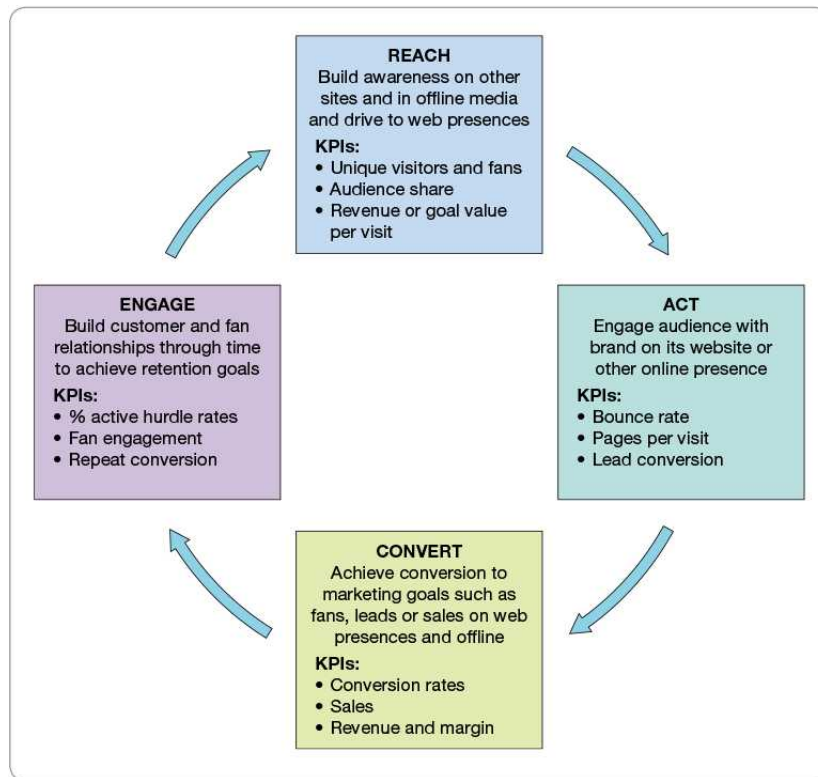 REACH
Build awareness on other
sites and in offline media
and drive to web presences
KPIs:
• Unique visitors and fans
• Audience share
• Revenue or goal value
per visit
ACT
Engage audience with
brand on its website or
other online presence
KPIs:
• Bounce rate
• Pages per visit
• Lead conversion
CONVERT
Achieve conversion to
marketing goals such as
fans, leads or sales on web
presences and offline
KPIs:
• Conversion rates
• Sales
• Revenue and margin
ENGAGE
Build customer and fan
relationships through time
to achieve retention goals
KPIs:
• % active hurdle rates
• Fan engagement
• Repeat conversion